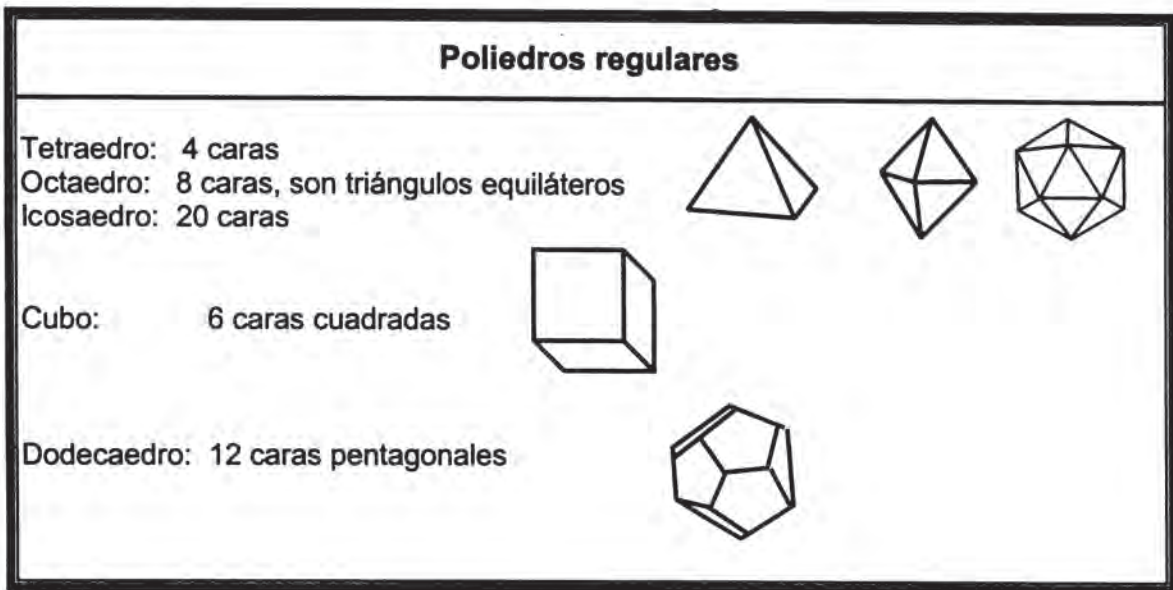 Poliedros regulares
Tetraedro: 4 caras
Octaedro: 8 caras, son triángulos equiláteros
Icosaedro: 20 caras
Cubo: 6 caras cuadradas
Dodecaedro: 12 caras pentagonales